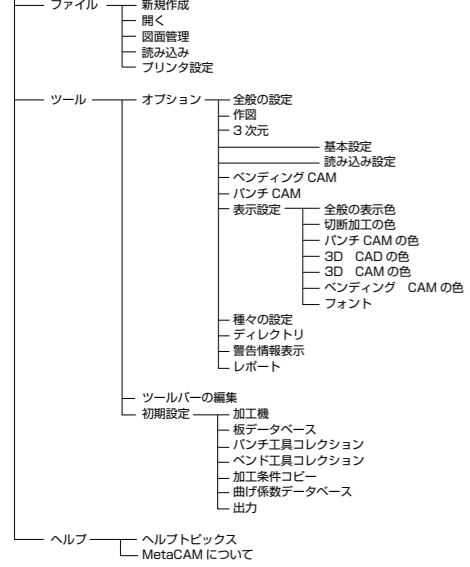 ファイル 新規作成
開く
図面管理
読み込み
プリンタ設定
ツール オプション 全般の設定
作図
3 次元
基本設定
読み込み設定
ベンディング CAM
パンチ CAM
表示設定 全般の表示色
切断加工の色
パンチ CAM の色
3D CAD の色
3D CAM の色
ベンディング CAM の色
フォント
種々の設定
ディレクトリ
警告情報表示
レポート
ツールバーの編集
初期設定 加工機
板データベース
パンチ工具コレクション
ベンド工具コレクション
加工条件コピー
曲げ係数データベース
出力
ヘルプ ヘルプトピックス
MetaCAM について